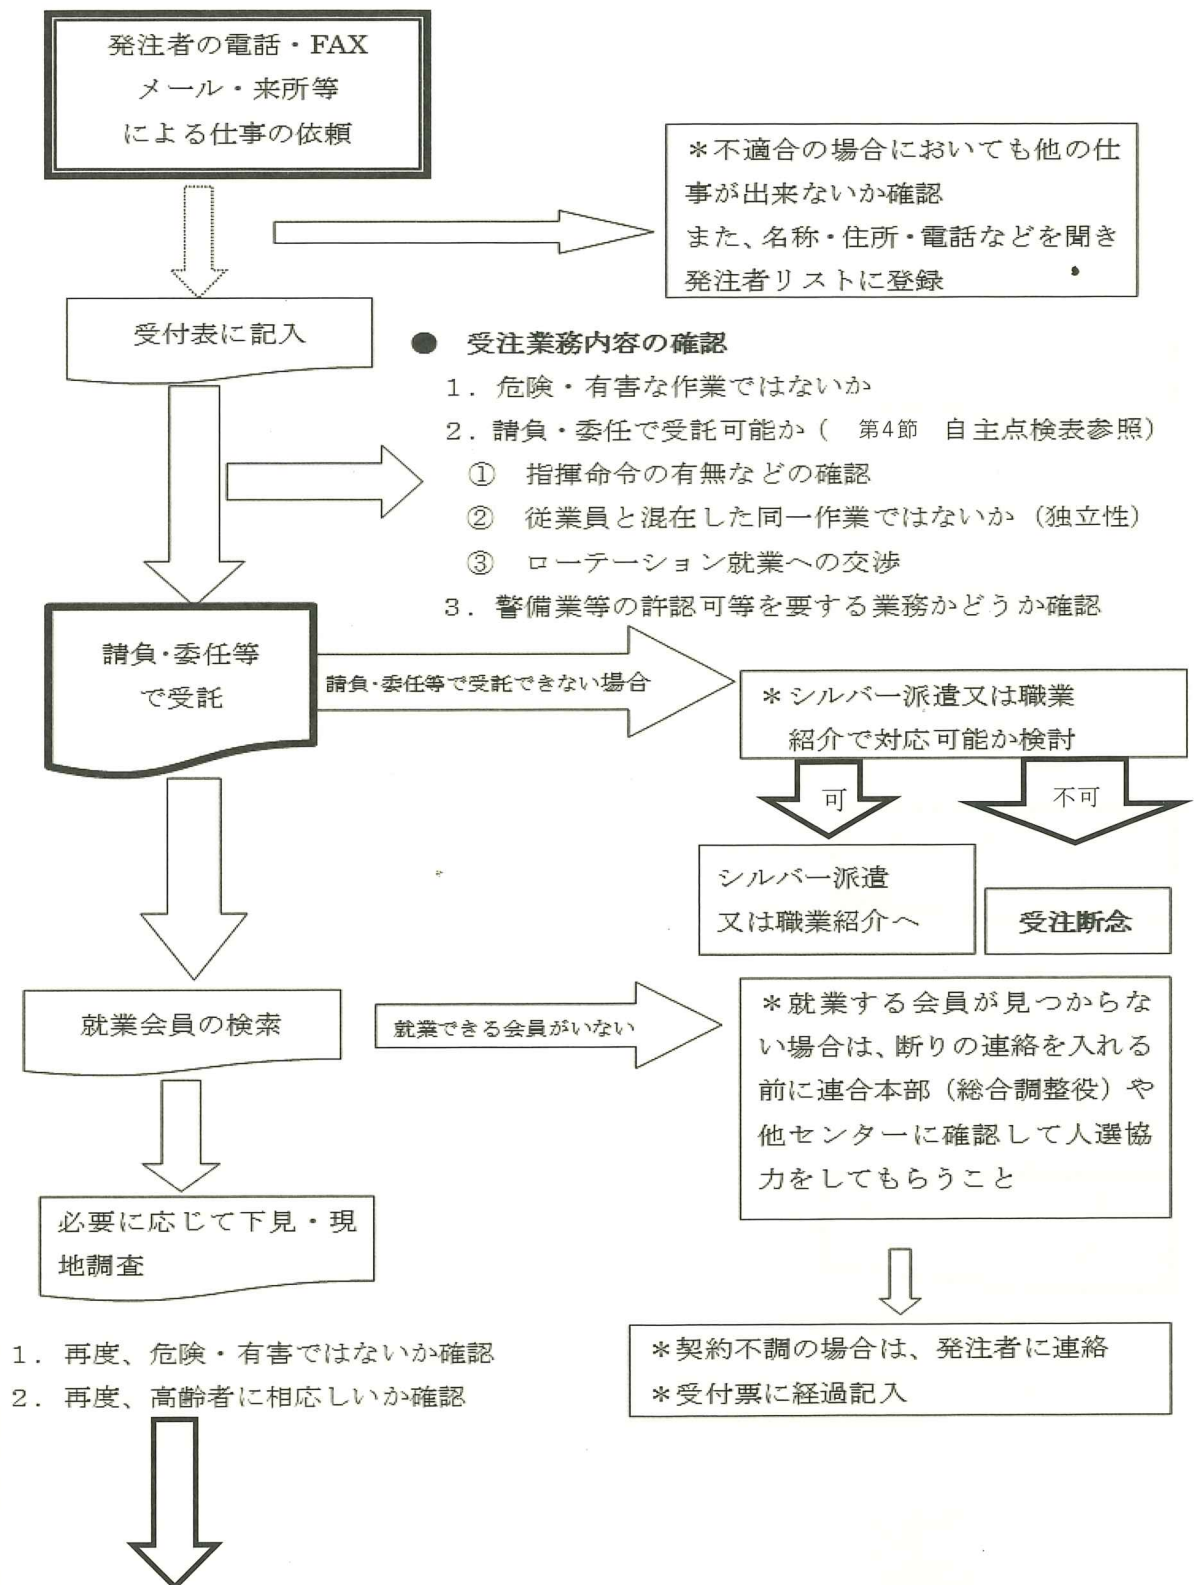 発注者の電話・FAX
メール・来所等
による仕事の依頼
＊不適合の場合においても他の仕
事が出来ないか確認
また、名称・住所・電話などを聞き
発注者リストに登録
受付表に記入
● 受注業務内容の確認
1．危険・有害な作業ではないか
2．請負・委任で受託可能か（ 第4節 自主点検表参照）
① 指揮命令の有無などの確認
② 従業員と混在した同一作業ではないか（独立性）
③ ローテーション就業への交渉
3．警備業等の許認可等を要する業務かどうか確認
請負・委任等
で受託
請負・委任等で受託できない場合
＊シルバー派遣又は職業
紹介で対応可能か検討
可
不可
シルバー派遣
又は職業紹介へ
受注断念
就業会員の検索
就業できる会員がいない
＊就業する会員が見つからな
い場合は、断りの連絡を入れる
前に連合本部（総合調整役）や
他センターに確認して人選協
力をしてもらうこと
必要に応じて下見・現
地調査
1．再度、危険・有害ではないか確認
2．再度、高齢者に相応しいか確認
＊契約不調の場合は、発注者に連絡
＊受付票に経過記入